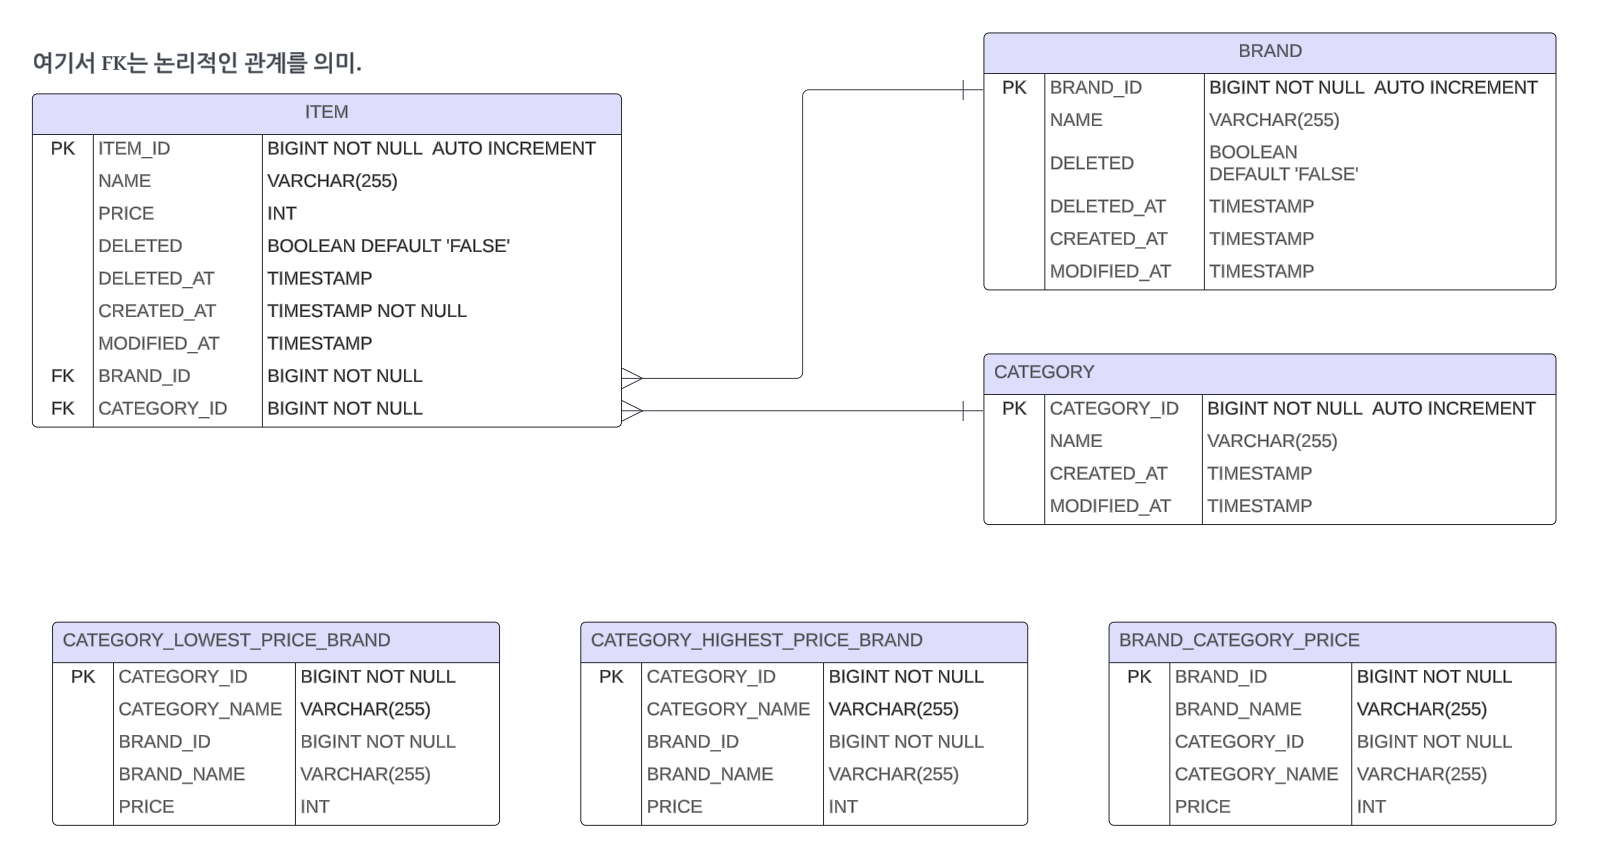 여기서 FK는 논리적인 관계를 의미.
ITEM
PK ITEM_ID BIGINT NOT NULL  AUTO INCREMENT
NAME VARCHAR(255)
PRICE INT
DELETED BOOLEAN DEFAULT 'FALSE'
DELETED_AT TIMESTAMP
CREATED_AT TIMESTAMP NOT NULL
MODIFIED_AT TIMESTAMP
FK BRAND_ID BIGINT NOT NULL
FK CATEGORY_ID BIGINT NOT NULL
BRAND
PK BRAND_ID BIGINT NOT NULL  AUTO INCREMENT
NAME VARCHAR(255)
DELETED BOOLEAN
DEFAULT 'FALSE'
DELETED_AT TIMESTAMP
CREATED_AT TIMESTAMP
MODIFIED_AT TIMESTAMP
CATEGORY
PK CATEGORY_ID BIGINT NOT NULL  AUTO INCREMENT
NAME VARCHAR(255)
CREATED_AT TIMESTAMP
MODIFIED_AT TIMESTAMP
CATEGORY_LOWEST_PRICE_BRAND
PK CATEGORY_ID BIGINT NOT NULL
CATEGORY_NAME VARCHAR(255)
BRAND_ID BIGINT NOT NULL
BRAND_NAME VARCHAR(255)
PRICE INT
CATEGORY_HIGHEST_PRICE_BRAND
PK CATEGORY_ID BIGINT NOT NULL
CATEGORY_NAME VARCHAR(255)
BRAND_ID BIGINT NOT NULL
BRAND_NAME VARCHAR(255)
PRICE INT
BRAND_CATEGORY_PRICE
PK BRAND_ID BIGINT NOT NULL
BRAND_NAME VARCHAR(255)
CATEGORY_ID BIGINT NOT NULL
CATEGORY_NAME VARCHAR(255)
PRICE INT